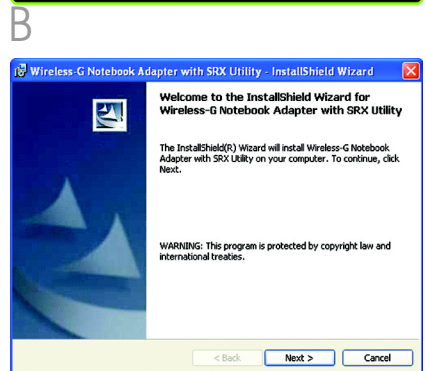 B
Wireless-G Notebook Adapter with SRX Utility - InstallShield Wizard
Welcome to the InstallShield Wizard for
Wireless-G Notebook Adapter with SRX Utility
The InstallShield(R) Wizard will install Wireless-G Notebook
Adapter with SRX Utility on your computer. To continue, click
Next.
WARNING: This program is protected by copyright law and
international treaties.
< Back
Next >
Cancel